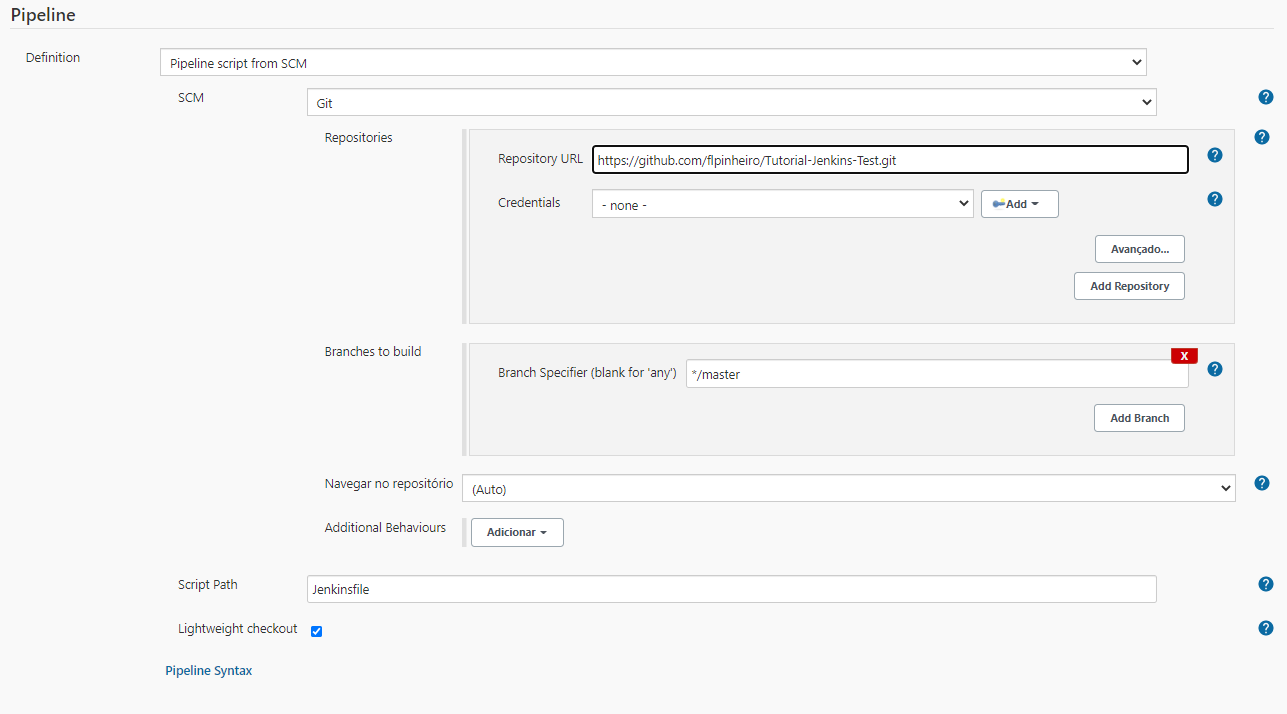 Pipeline
Definition
Pipeline script from SCM
SCM
Git
?
Repositories
?
Repository URL
https://github.com/flpinheiro/Tutorial-Jenkins-Test.git
?
Credentials
- none -
Add
?
Avançado...
Add Repository
Branches to build
X
Branch Specifier (blank for 'any')
*/master
?
Add Branch
Navegar no repositório
(Auto)
?
Additional Behaviours
Adicionar
Script Path
Jenkinsfile
?
Lightweight checkout
?
Pipeline Syntax